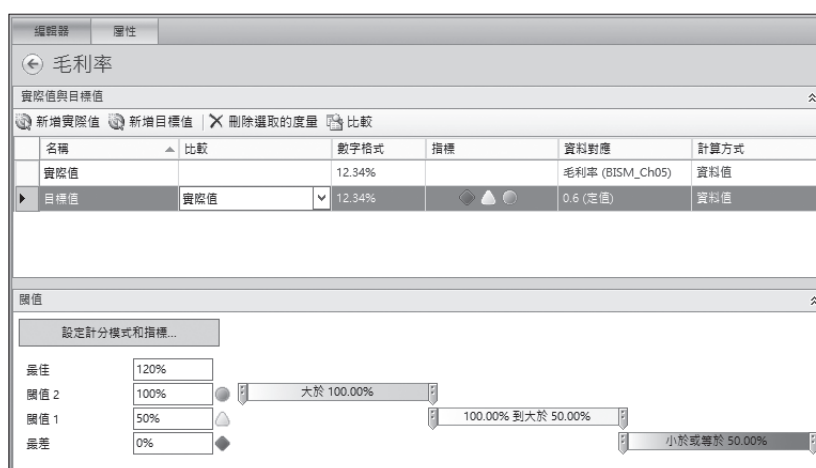 編輯器 屬性
毛利率
實際值與目標值
新增實際值 新增目標值 刪除選取的度量 比較
名稱 比較 數字格式 指標 資料對應 計算方式
實際值 12.34% 毛利率 (BISM_Ch05) 資料值
目標值 實際值 12.34% 0.6 (定值) 資料值
閾值
設定計分模式和指標...
最佳 120%
閾值 2 100% 大於 100.00%
閾值 1 50% 100.00% 到大於 50.00%
最差 0% 小於或等於 50.00%